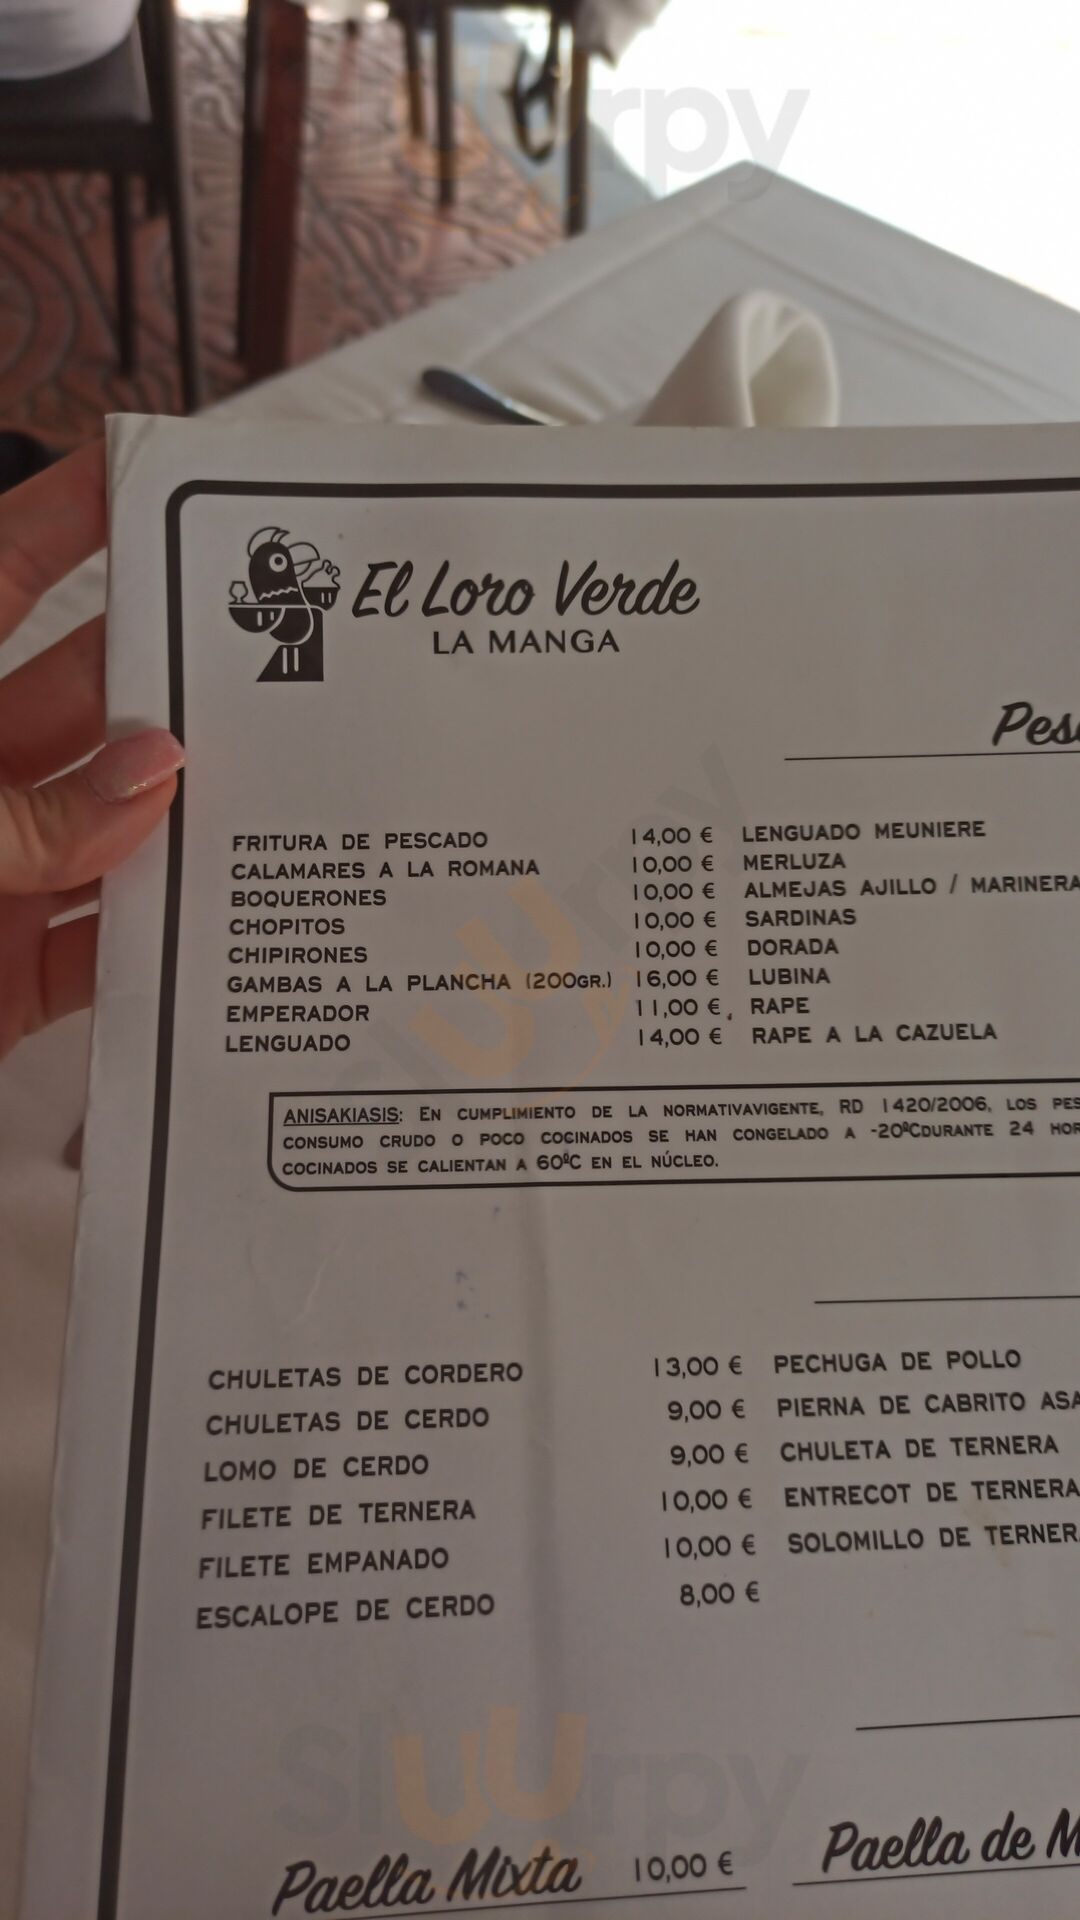 El Loro Verde
LA MANGA
FRITURA DE PESCADO 14,00 € LENGUADO MEUNIERE
CALAMARES A LA ROMANA 10,00 € MERLUZA
BOQUERONES 10,00 € ALMEJAS AJILLO / MARINERA
CHOPITOS 10,00 € SARDINAS
CHIPIRONES 10,00 € DORADA
GAMBAS A LA PLANCHA (200GR.) 16,00 € LUBINA
EMPERADOR 11,00 € RAPE
LENGUADO 14,00 € RAPE A LA CAZUELA
ANISAKIASIS: EN CUMPLIMIENTO DE LA NORMATIVAVIGENTE, RD 1420/2006, LOS
CONSUMO CRUDO O POCO COCINADOS SE HAN CONGELADO A -20ºCDURANTE 24
COCINADOS SE CALIENTAN A 60ºC EN EL NÚCLEO.
CHULETAS DE CORDERO 13,00 € PECHUGA DE POLLO
CHULETAS DE CERDO 9,00 € PIERNA DE CABRITO
LOMO DE CERDO 9,00 € CHULETA DE TERNERA
FILETE DE TERNERA 10,00 € ENTRECOT DE TERNERA
FILETE EMPANADO 10,00 € SOLOMILLO DE
ESCALOPE DE CERDO 8,00 €
Paella Mixta 10,00 € Paella de
Sluurpy